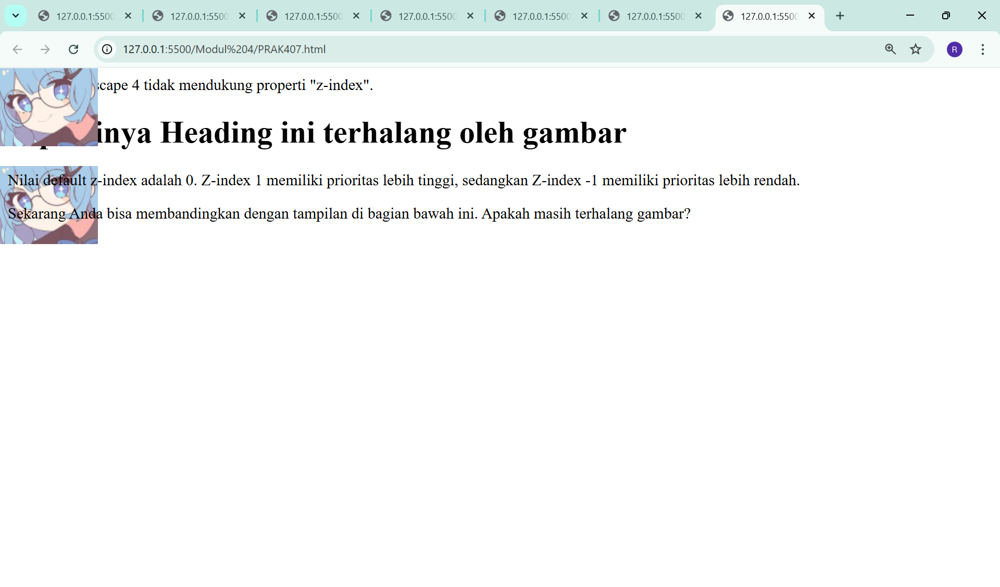 127.0.0.1:5500
127.0.0.1:5500
127.0.0.1:5500
127.0.0.1:5500
127.0.0.1:5500
127.0.0.1:5500
127.0.0.1:5500
127.0.0.1:5500/Modul%204/PRAK407.html
R
scape 4 tidak mendukung properti "z-index".
inya Heading ini terhalang oleh gambar
Nilai default z-index adalah 0. Z-index 1 memiliki prioritas lebih tinggi, sedangkan Z-index -1 memiliki prioritas lebih rendah.
Sekarang Anda bisa membandingkan dengan tampilan di bagian bawah ini. Apakah masih terhalang gambar?